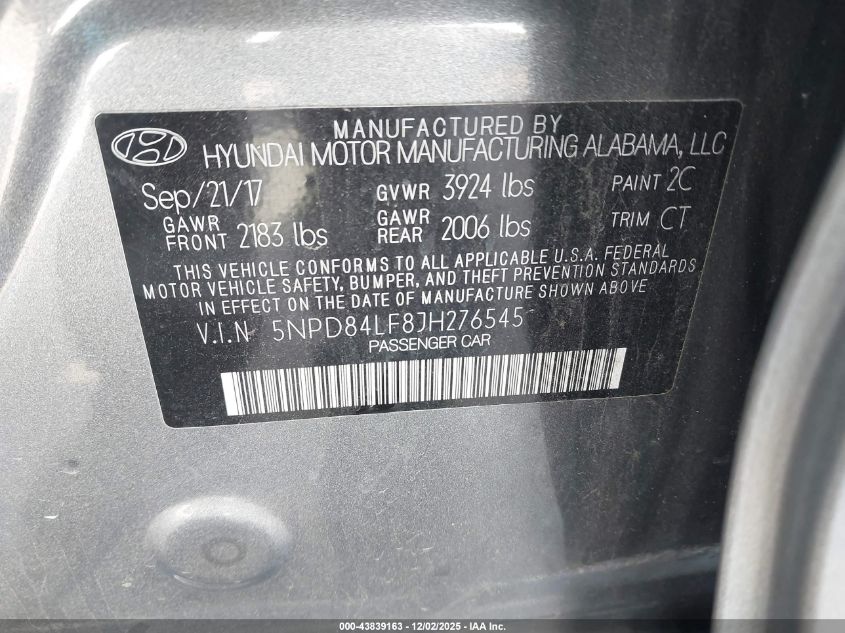 MANUFACTURED BY
HYUNDAI MOTOR MANUFACTURING ALABAMA, LLC
Sep/21/17 GVWR 3924 lbs PAINT 2C
GAWR FRONT 2183 lbs GAWR REAR 2006 lbs TRIM CT
THIS VEHICLE CONFORMS TO ALL APPLICABLE U.S.A. FEDERAL
MOTOR VEHICLE SAFETY, BUMPER, AND THEFT PREVENTION STANDARDS
IN EFFECT ON THE DATE OF MANUFACTURE SHOWN ABOVE.
V.I.N 5NPD84LF8JH276545
PASSENGER CAR
000-43839163 - 12/02/2025 - IAA Inc.